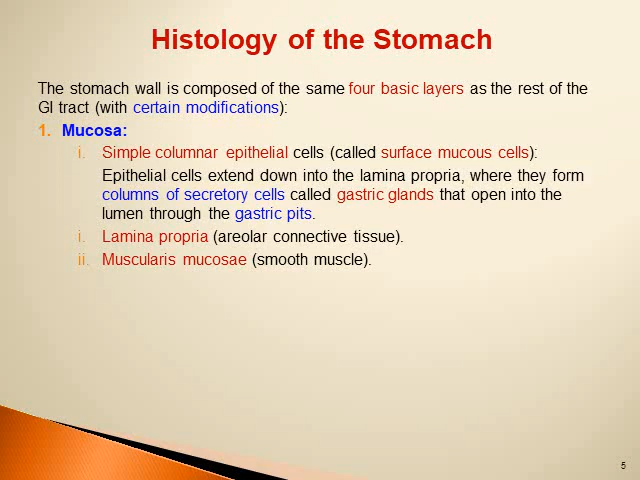 Histology of the Stomach
The stomach wall is composed of the same four basic layers as the rest of the
GI tract (with certain modifications):
1. Mucosa:
i. Simple columnar epithelial cells (called surface mucous cells):
Epithelial cells extend down into the lamina propria, where they form
columns of secretory cells called gastric glands that open into the
lumen through the gastric pits.
i. Lamina propria (areolar connective tissue).
ii. Muscularis mucosae (smooth muscle).
5